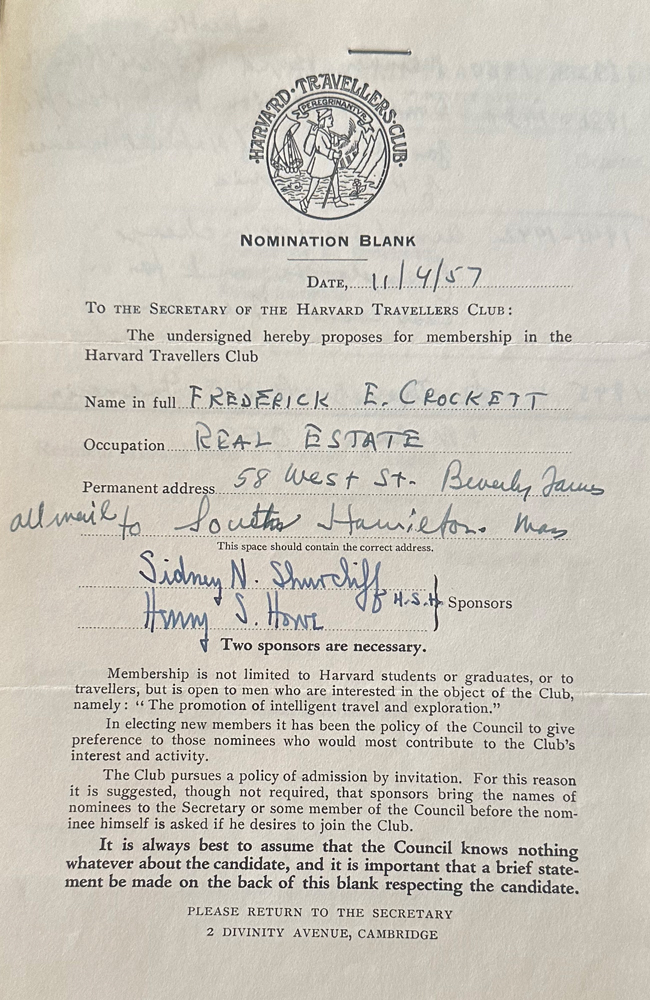 HARVARD·TRAVELLERS·CLUB·
NOMINATION BLANK
DATE, 11/4/57
TO THE SECRETARY OF THE HARVARD TRAVELLERS CLUB:
The undersigned hereby proposes for membership in the
Harvard Travellers Club
Name in full FREDERICK E. CROCKETT
Occupation REAL ESTATE
Permanent address 58 West St. Beverly Farms
all mail to South Hamilton. Mass
This space should contain the correct address.
Sidney N. Shurcliff
Henry S. Howe H.S.H. } Sponsors
Two sponsors are necessary.
Membership is not limited to Harvard students or graduates, or to
travellers, but is open to men who are interested in the object of the Club,
namely: “The promotion of intelligent travel and exploration.”
In electing new members it has been the policy of the Council to give
preference to those nominees who would most contribute to the Club's
interest and activity.
The Club pursues a policy of admission by invitation. For this reason
it is suggested, though not required, that sponsors bring the names of
nominees to the Secretary or some member of the Council before the nom-
inee himself is asked if he desires to join the Club.
It is always best to assume that the Council knows nothing
whatever about the candidate, and it is important that a brief state-
ment be made on the back of this blank respecting the candidate.
PLEASE RETURN TO THE SECRETARY
2 DIVINITY AVENUE, CAMBRIDGE